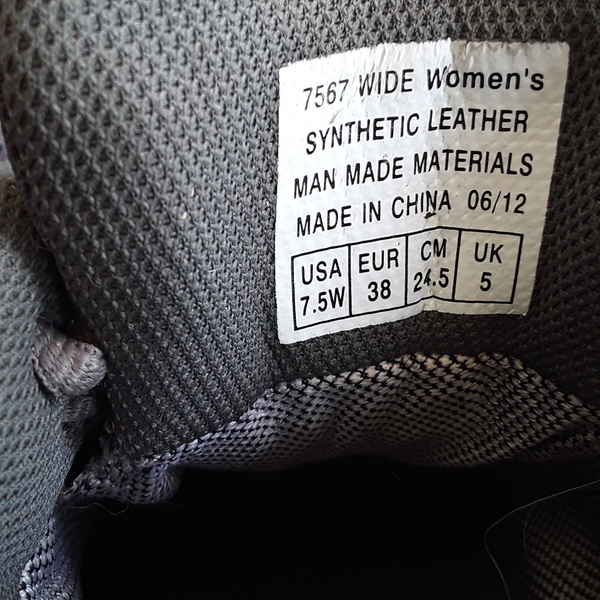 7567 WIDE Women's
SYNTHETIC LEATHER
MAN MADE MATERIALS
MADE IN CHINA 06/12
USA EUR CM UK
7.5W 38 24.5 5